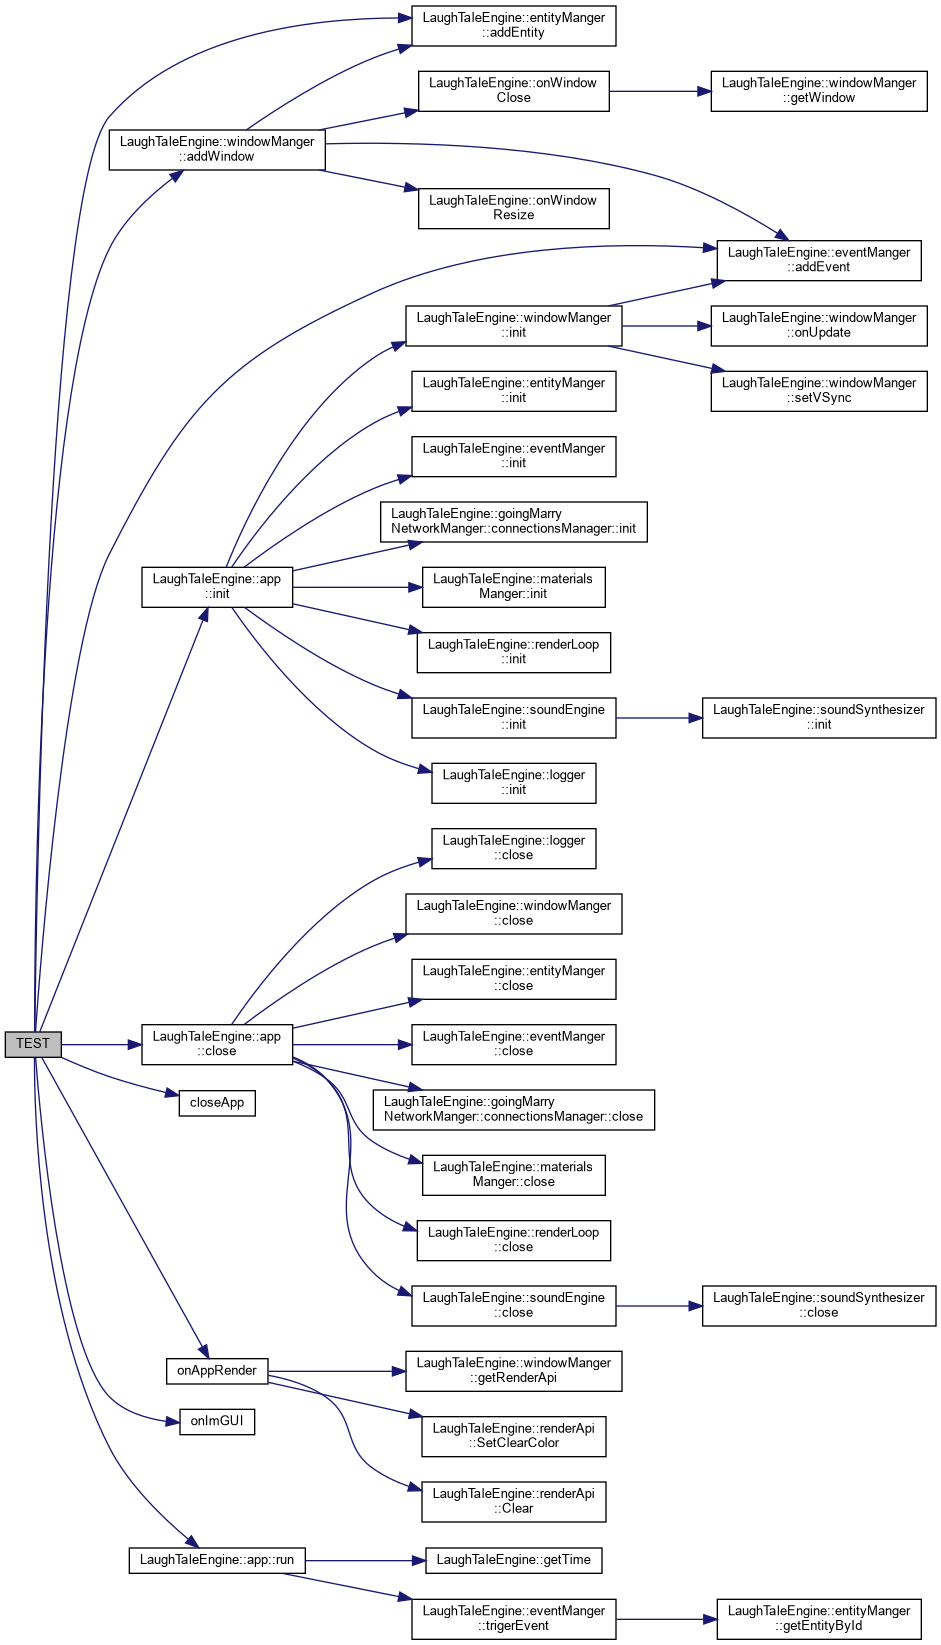 LaughTaleEngine::entityManger
::addEntity
LaughTaleEngine::onWindow
Close
LaughTaleEngine::windowManger
::getWindow
LaughTaleEngine::windowManger
::addWindow
LaughTaleEngine::onWindow
Resize
LaughTaleEngine::eventManger
::addEvent
LaughTaleEngine::windowManger
::init
LaughTaleEngine::windowManger
::onUpdate
LaughTaleEngine::entityManger
::init
LaughTaleEngine::windowManger
::setVSync
LaughTaleEngine::eventManger
::init
LaughTaleEngine::goingMarry
NetworkManger::connectionsManager::init
LaughTaleEngine::app
::init
LaughTaleEngine::materials
Manger::init
LaughTaleEngine::renderLoop
::init
LaughTaleEngine::soundEngine
::init
LaughTaleEngine::soundSynthesizer
::init
LaughTaleEngine::logger
::init
LaughTaleEngine::logger
::close
LaughTaleEngine::windowManger
::close
LaughTaleEngine::entityManger
::close
TEST
LaughTaleEngine::app
::close
LaughTaleEngine::eventManger
::close
closeApp
LaughTaleEngine::goingMarry
NetworkManger::connectionsManager::close
LaughTaleEngine::materials
Manger::close
LaughTaleEngine::renderLoop
::close
LaughTaleEngine::soundEngine
::close
LaughTaleEngine::soundSynthesizer
::close
onAppRender
LaughTaleEngine::windowManger
::getRenderApi
onImGUI
LaughTaleEngine::renderApi
::SetClearColor
LaughTaleEngine::renderApi
::Clear
LaughTaleEngine::app::run
LaughTaleEngine::getTime
LaughTaleEngine::eventManger
::trigerEvent
LaughTaleEngine::entityManger
::getEntityById